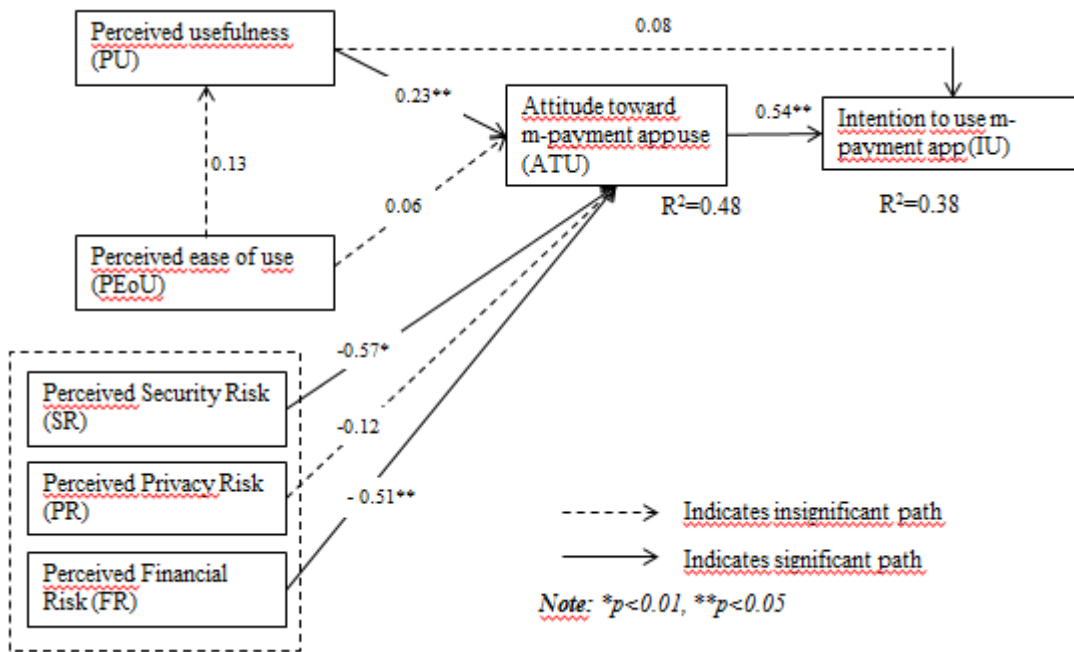 Perceived usefulness
(PU)
0.08
0.23**
Attitude toward
m-payment app use
(ATU)
0.54**
Intention to use m-
payment app (IU)
0.13
0.06
R²=0.48
R²=0.38
Perceived ease of use
(PEoU)
-0.57*
Perceived Security Risk
(SR)
-0.12
Perceived Privacy Risk
(PR)
- 0.51**
Perceived Financial
Risk (FR)
Indicates insignificant path
Indicates significant path
Note: *p<0.01, **p<0.05